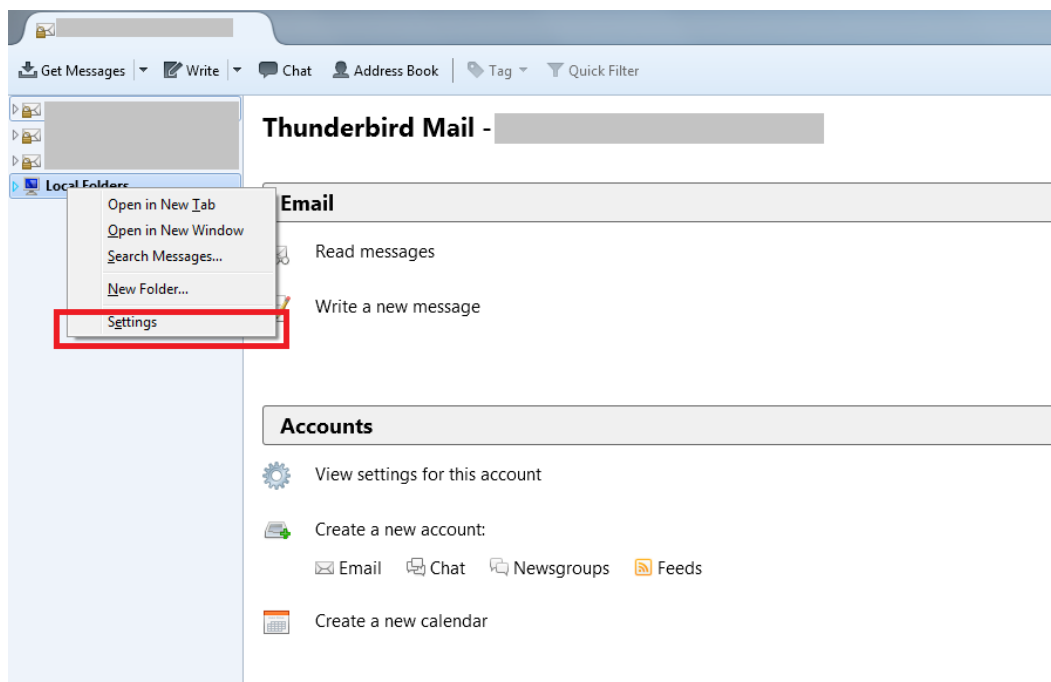 Get Messages Write Chat Address Book Tag Quick Filter
Thunderbird Mail -
Local Folders
Open in New Tab
Open in New Window
Search Messages...
New Folder...
Settings
Email
Read messages
Write a new message
Accounts
View settings for this account
Create a new account:
Email Chat Newsgroups Feeds
Create a new calendar